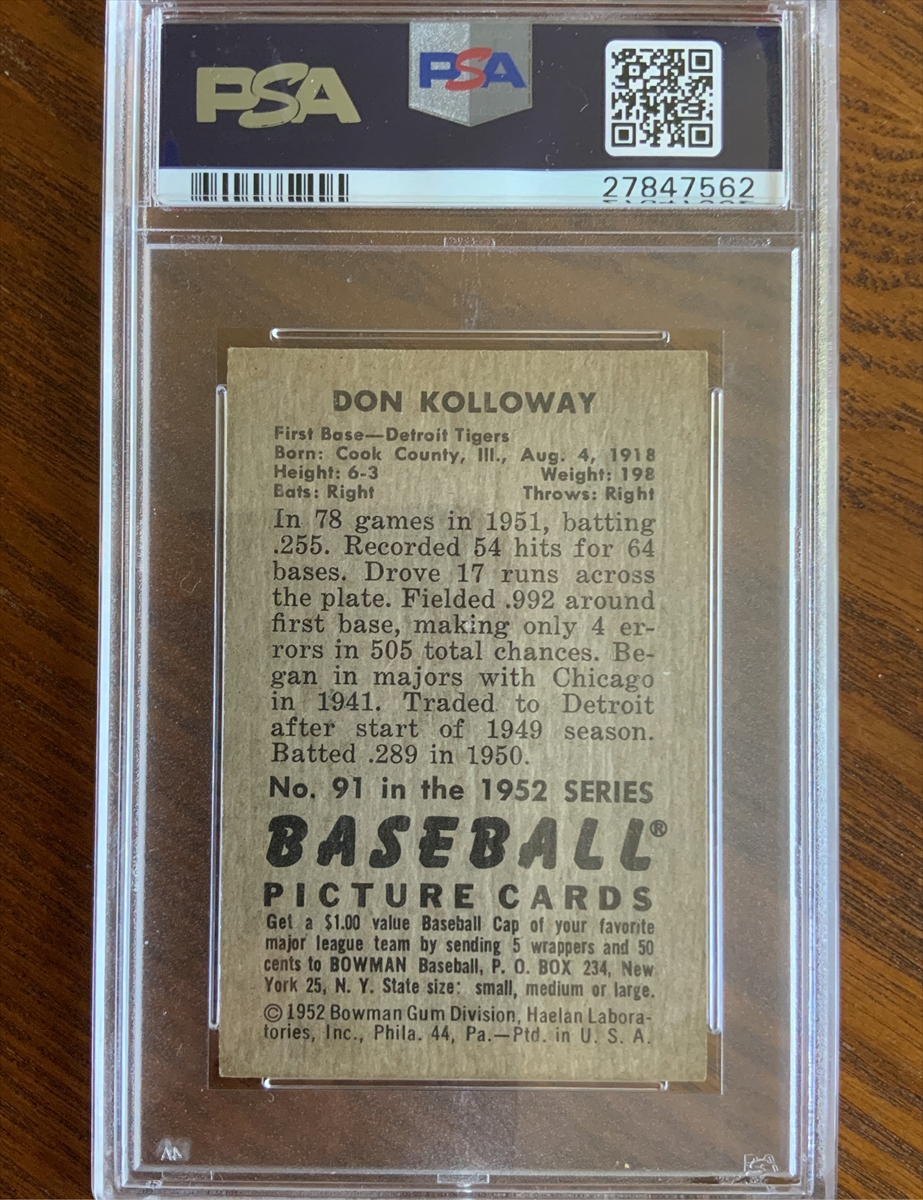 PSA
PSA
27847562
DON KOLLOWAY
First Base—Detroit Tigers
Born: Cook County, Ill., Aug. 4, 1918
Height: 6-3 Weight: 198
Bats: Right Throws: Right
In 78 games in 1951, batting
.255. Recorded 54 hits for 64
bases. Drove 17 runs across
the plate. Fielded .992 around
first base, making only 4 er-
rors in 505 total chances. Be-
gan in majors with Chicago
in 1941. Traded to Detroit
after start of 1949 season.
Batted .289 in 1950.
No. 91 in the 1952 SERIES
BASEBALL®
PICTURE CARDS
Get a $1.00 value Baseball Cap of your favorite
major league team by sending 5 wrappers and 50
cents to BOWMAN Baseball, P. O. BOX 234, New
York 25, N. Y. State size: small, medium or large.
©1952 Bowman Gum Division, Haelan Labora-
tories, Inc., Phila. 44, Pa.—Ptd. in U. S. A.